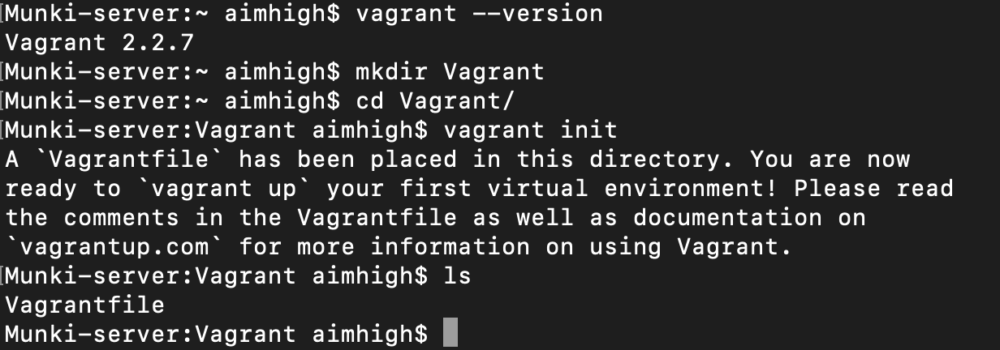 [Munki-server:~ aimhigh$ vagrant --version
Vagrant 2.2.7
[Munki-server:~ aimhigh$ mkdir Vagrant
[Munki-server:~ aimhigh$ cd Vagrant/
[Munki-server:Vagrant aimhigh$ vagrant init
A `Vagrantfile` has been placed in this directory. You are now
ready to `vagrant up` your first virtual environment! Please read
the comments in the Vagrantfile as well as documentation on
`vagrantup.com` for more information on using Vagrant.
[Munki-server:Vagrant aimhigh$ ls
Vagrantfile
Munki-server:Vagrant aimhigh$